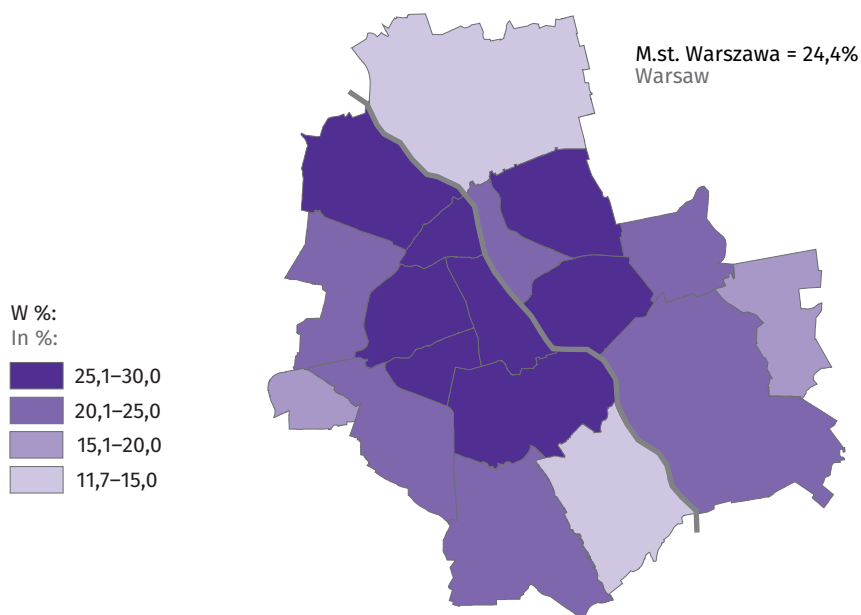 M.st. Warszawa = 24,4%
Warsaw
W %:
In %:
25,1–30,0
20,1–25,0
15,1–20,0
11,7–15,0